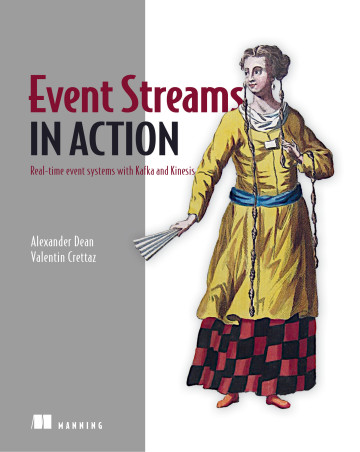 Event Streams
IN ACTION
Real-time event systems with Kafka and Kinesis
Alexander Dean
Valentin Crettaz
MANNING